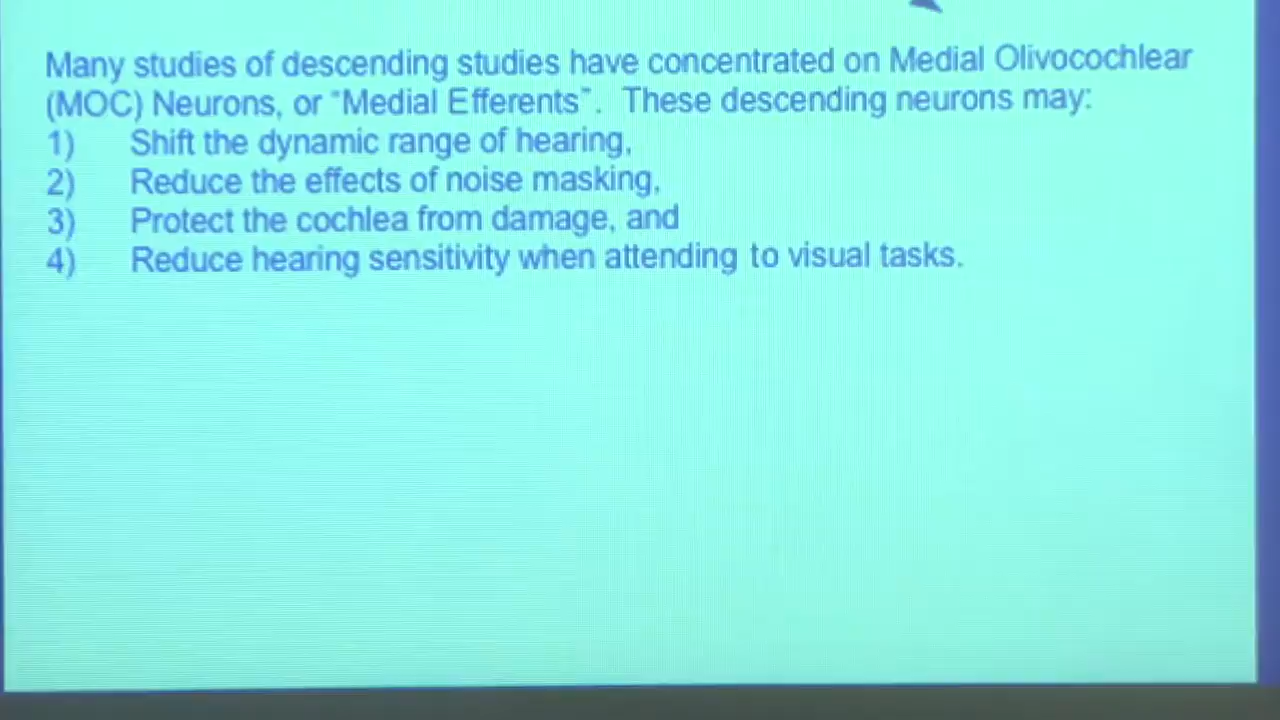 Many studies of descending studies have concentrated on Medial Olivocochlear
(MOC) Neurons, or "Medial Efferents". These descending neurons may:
1) Shift the dynamic range of hearing,
2) Reduce the effects of noise masking,
3) Protect the cochlea from damage, and
4) Reduce hearing sensitivity when attending to visual tasks.